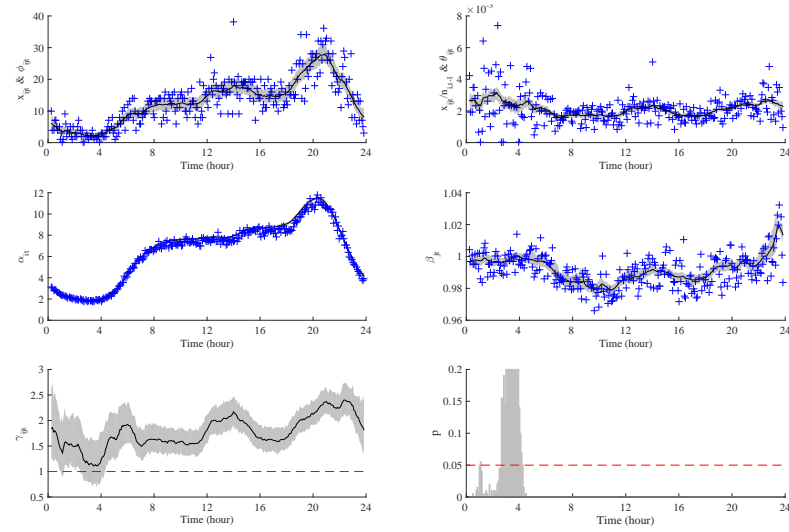 x_ijt & φ_ijt
40
30
20
10
0
0 4 8 12 16 20 24
Time (hour)
x_ijt/n_i,t-1 & θ_ijt
× 10⁻³
8
6
4
2
0
0 4 8 12 16 20 24
Time (hour)
α_it
12
10
8
6
4
2
0
0 4 8 12 16 20 24
Time (hour)
β_jt
1.04
1.02
1
0.98
0.96
0 4 8 12 16 20 24
Time (hour)
γ_ijt
3
2.5
2
1.5
1
0.5
0 4 8 12 16 20 24
Time (hour)
p
0.2
0.15
0.1
0.05
0
0 4 8 12 16 20 24
Time (hour)